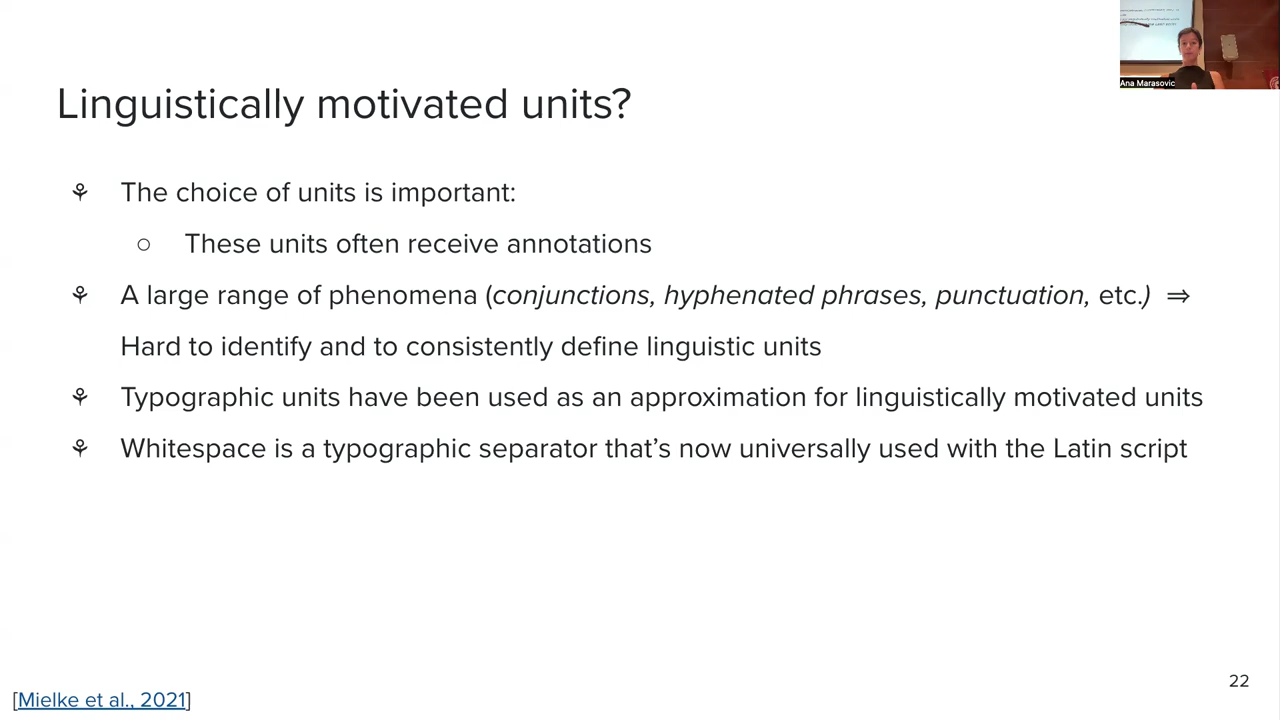 Linguistically motivated units?
⚘ The choice of units is important:
○ These units often receive annotations
⚘ A large range of phenomena (conjunctions, hyphenated phrases, punctuation, etc.) ⇒
Hard to identify and to consistently define linguistic units
⚘ Typographic units have been used as an approximation for linguistically motivated units
⚘ Whitespace is a typographic separator that’s now universally used with the Latin script
[Mielke et al., 2021]
22
Ana Marasovic